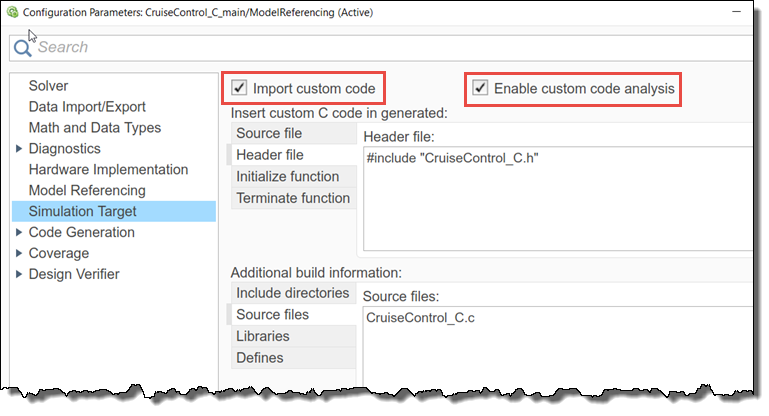 Configuration Parameters: CruiseControl_C_main/ModelReferencing (Active)
Search
Solver
Data Import/Export
Math and Data Types
Diagnostics
Hardware Implementation
Model Referencing
Simulation Target
Code Generation
Coverage
Design Verifier
Import custom code
Enable custom code analysis
Insert custom C code in generated:
Source file
Header file
Initialize function
Terminate function
Header file:
#include "CruiseControl_C.h"
Additional build information:
Include directories
Source files
Libraries
Defines
Source files:
CruiseControl_C.c